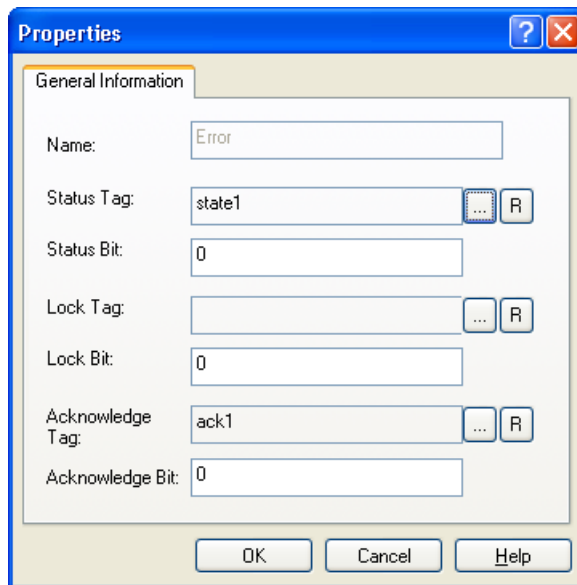 Properties
?
General Information
Name:
Error
Status Tag:
state1
...
R
Status Bit:
0
Lock Tag:
...
R
Lock Bit:
0
Acknowledge
Tag:
ack1
...
R
Acknowledge Bit:
0
OK
Cancel
Help